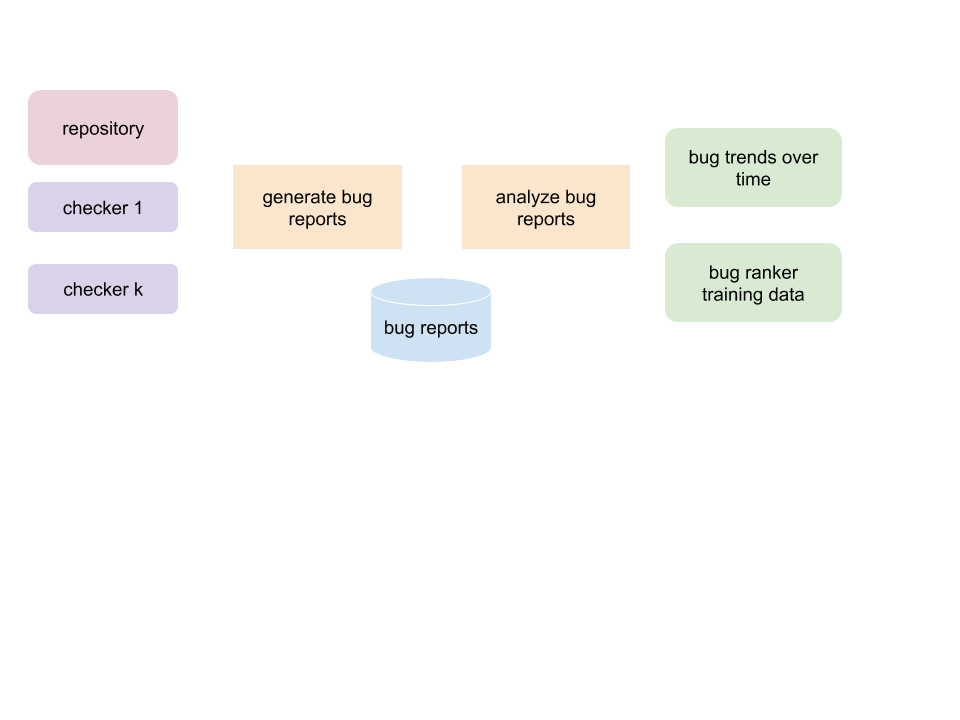 repository
checker 1
checker k
generate bug
reports
bug reports
analyze bug
reports
bug trends over
time
bug ranker
training data